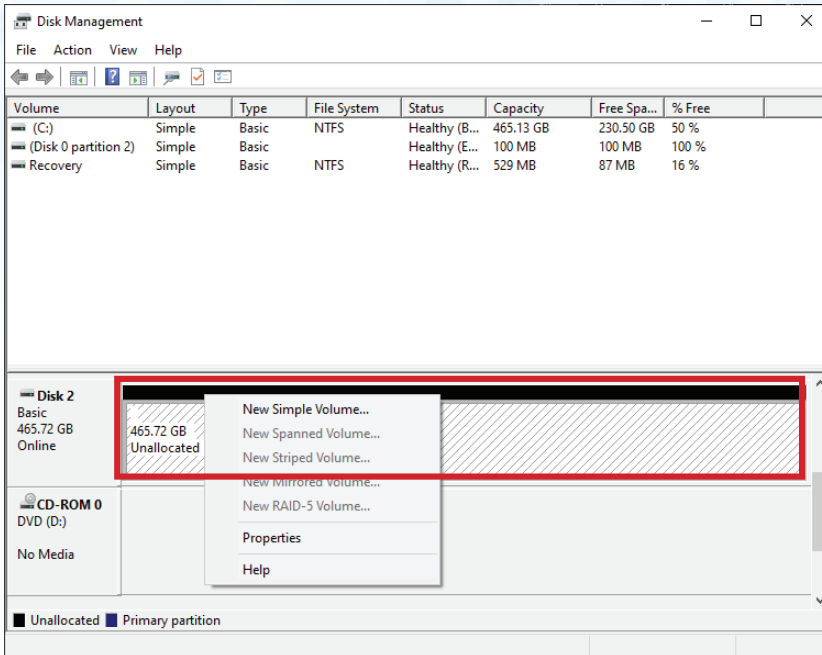 Disk Management
File Action View Help
Volume Layout Type File System Status Capacity Free Spa... % Free
(C:) Simple Basic NTFS Healthy (B... 465.13 GB 230.50 GB 50 %
(Disk 0 partition 2) Simple Basic Healthy (E... 100 MB 100 MB 100 %
Recovery Simple Basic NTFS Healthy (R... 529 MB 87 MB 16 %
Disk 2
Basic
465.72 GB
Online
465.72 GB
Unallocated
New Simple Volume...
New Spanned Volume...
New Striped Volume...
New Mirrored Volume...
New RAID-5 Volume...
Properties
Help
CD-ROM 0
DVD (D:)
No Media
Unallocated Primary partition